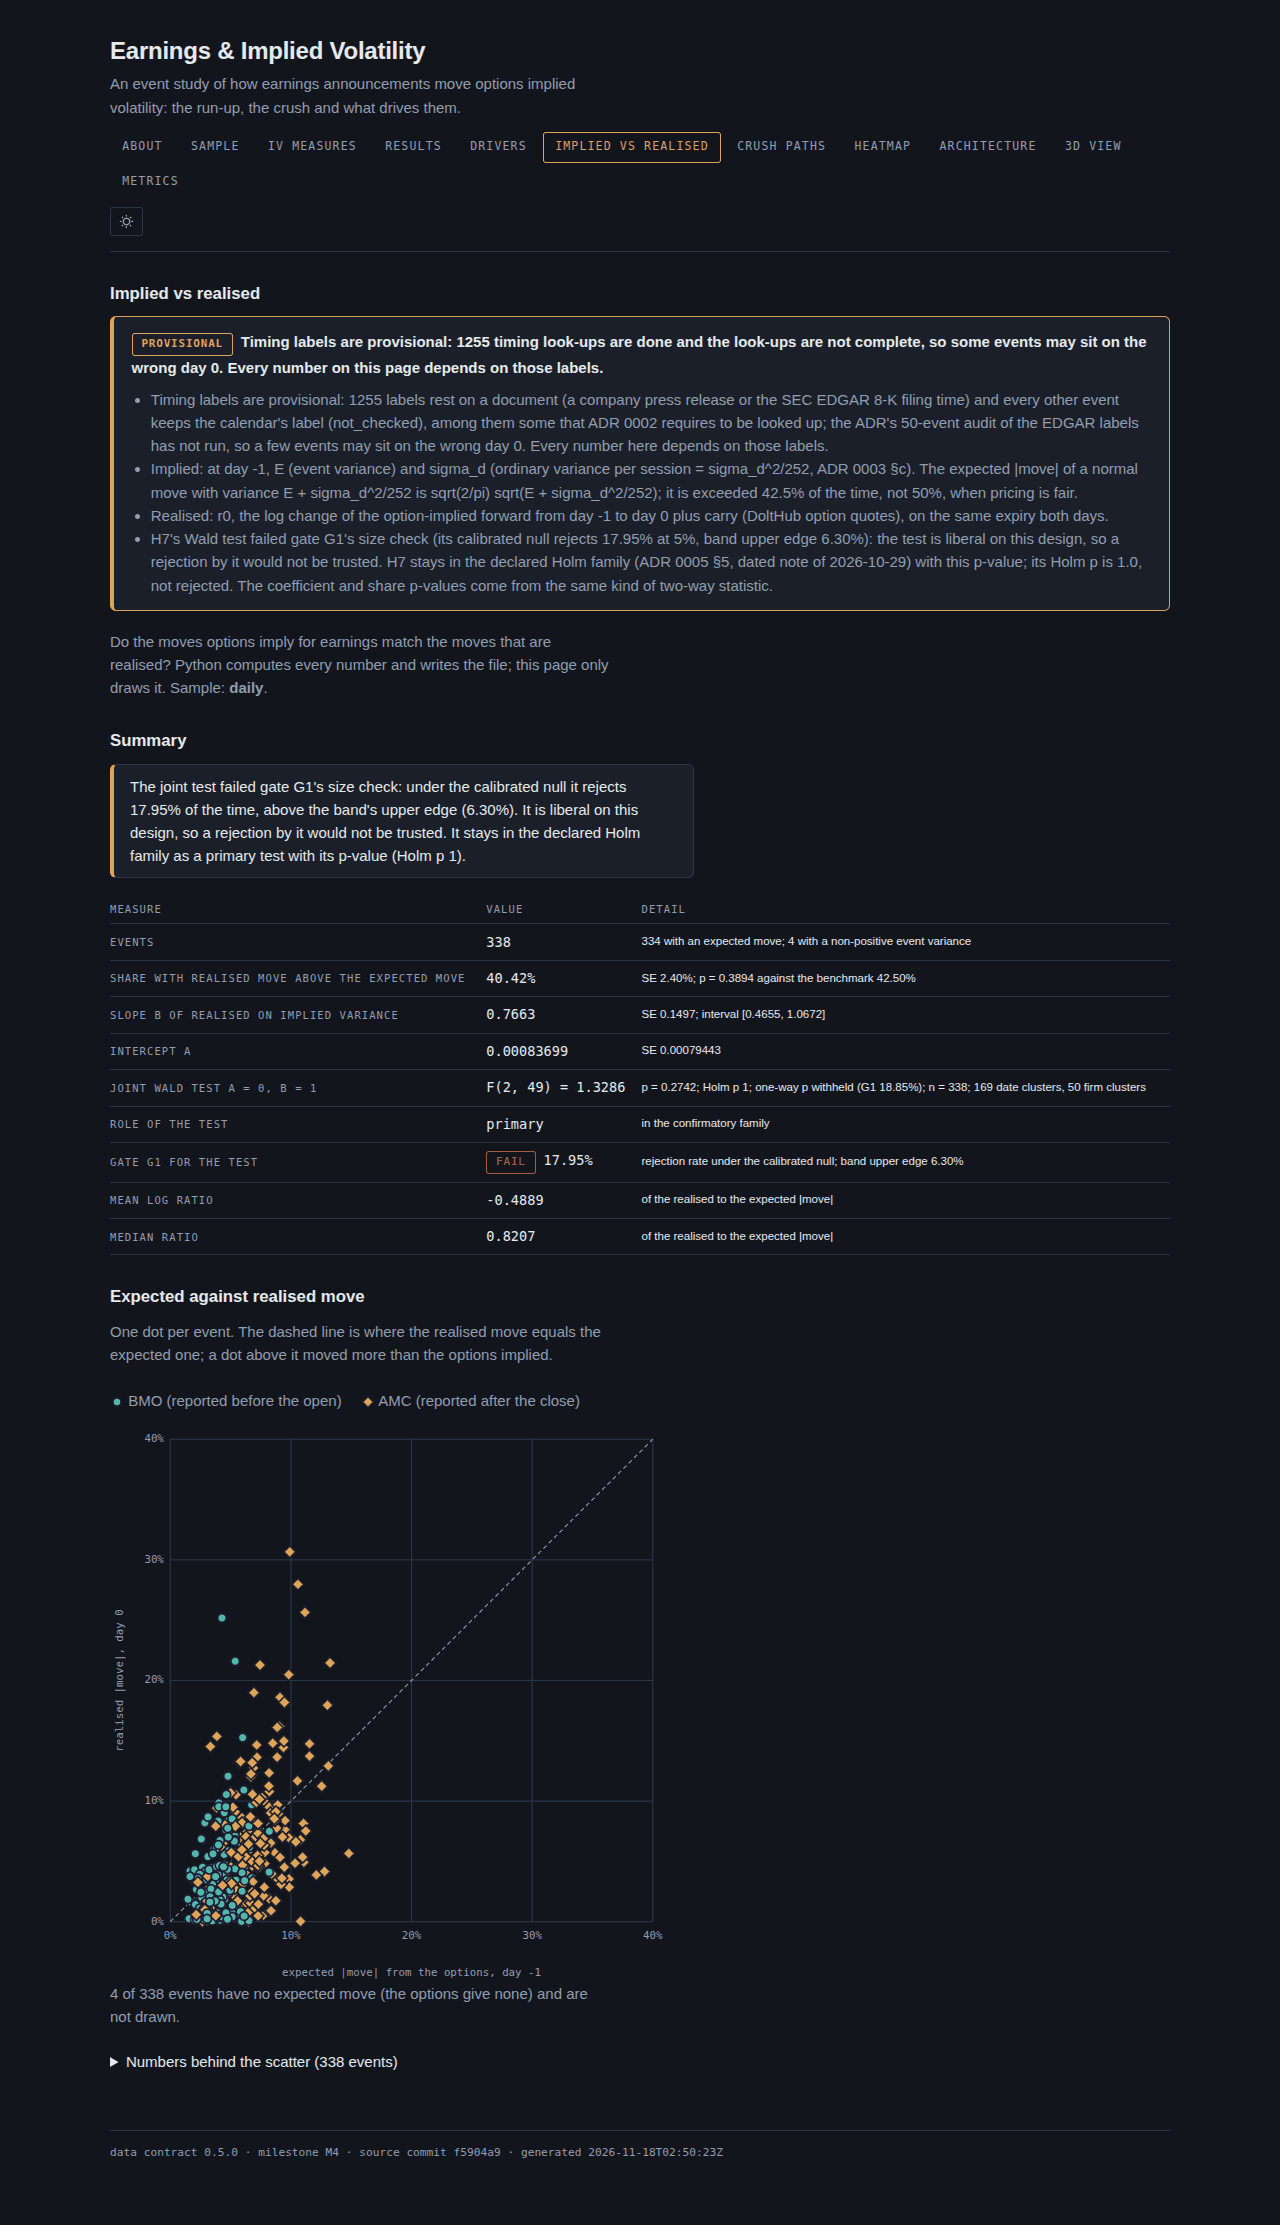 Earnings & Implied Volatility
An event study of how earnings announcements move options implied
volatility: the run-up, the crush and what drives them.
ABOUT SAMPLE IV MEASURES RESULTS DRIVERS IMPLIED VS REALISED CRUSH PATHS HEATMAP ARCHITECTURE 3D VIEW
METRICS
Implied vs realised
PROVISIONAL Timing labels are provisional: 1255 timing look-ups are done and the look-ups are not complete, so some events may sit on the
wrong day 0. Every number on this page depends on those labels.
• Timing labels are provisional: 1255 labels rest on a document (a company press release or the SEC EDGAR 8-K filing time) and every other event
keeps the calendar's label (not_checked), among them some that ADR 0002 requires to be looked up; the ADR's 50-event audit of the EDGAR labels
has not run, so a few events may sit on the wrong day 0. Every number here depends on those labels.
• Implied: at day -1, E (event variance) and sigma_d (ordinary variance per session = sigma_d^2/252, ADR 0003 §c). The expected |move| of a normal
move with variance E + sigma_d^2/252 is sqrt(2/pi) sqrt(E + sigma_d^2/252); it is exceeded 42.5% of the time, not 50%, when pricing is fair.
• Realised: r0, the log change of the option-implied forward from day -1 to day 0 plus carry (DoltHub option quotes), on the same expiry both days.
• H7's Wald test failed gate G1's size check (its calibrated null rejects 17.95% at 5%, band upper edge 6.30%): the test is liberal on this design, so a
rejection by it would not be trusted. H7 stays in the declared Holm family (ADR 0005 §5, dated note of 2026-10-29) with this p-value; its Holm p is 1.0,
not rejected. The coefficient and share p-values come from the same kind of two-way statistic.
Do the moves options imply for earnings match the moves that are
realised? Python computes every number and writes the file; this page only
draws it. Sample: daily.
Summary
The joint test failed gate G1's size check: under the calibrated null it rejects
17.95% of the time, above the band's upper edge (6.30%). It is liberal on this
design, so a rejection by it would not be trusted. It stays in the declared Holm
family as a primary test with its p-value (Holm p 1).
MEASURE VALUE DETAIL
EVENTS 338 334 with an expected move; 4 with a non-positive event variance
SHARE WITH REALISED MOVE ABOVE THE EXPECTED MOVE 40.42% SE 2.40%; p = 0.3894 against the benchmark 42.50%
SLOPE B OF REALISED ON IMPLIED VARIANCE 0.7663 SE 0.1497; interval [0.4655, 1.0672]
INTERCEPT A 0.00083699 SE 0.00079443
JOINT WALD TEST A = 0, B = 1 F(2, 49) = 1.3286 p = 0.2742; Holm p 1; one-way p withheld (G1 18.85%); n = 338; 169 date clusters, 50 firm clusters
ROLE OF THE TEST primary in the confirmatory family
GATE G1 FOR THE TEST FAIL 17.95% rejection rate under the calibrated null; band upper edge 6.30%
MEAN LOG RATIO -0.4889 of the realised to the expected |move|
MEDIAN RATIO 0.8207 of the realised to the expected |move|
Expected against realised move
One dot per event. The dashed line is where the realised move equals the
expected one; a dot above it moved more than the options implied.
BMO (reported before the open) AMC (reported after the close)
40%
30%
20%
10%
0%
realised |move|, day 0
0% 10% 20% 30% 40%
expected |move| from the options, day -1
4 of 338 events have no expected move (the options give none) and are
not drawn.
▶ Numbers behind the scatter (338 events)
data contract 0.5.0 · milestone M4 · source commit f5904a9 · generated 2026-11-18T02:50:23Z